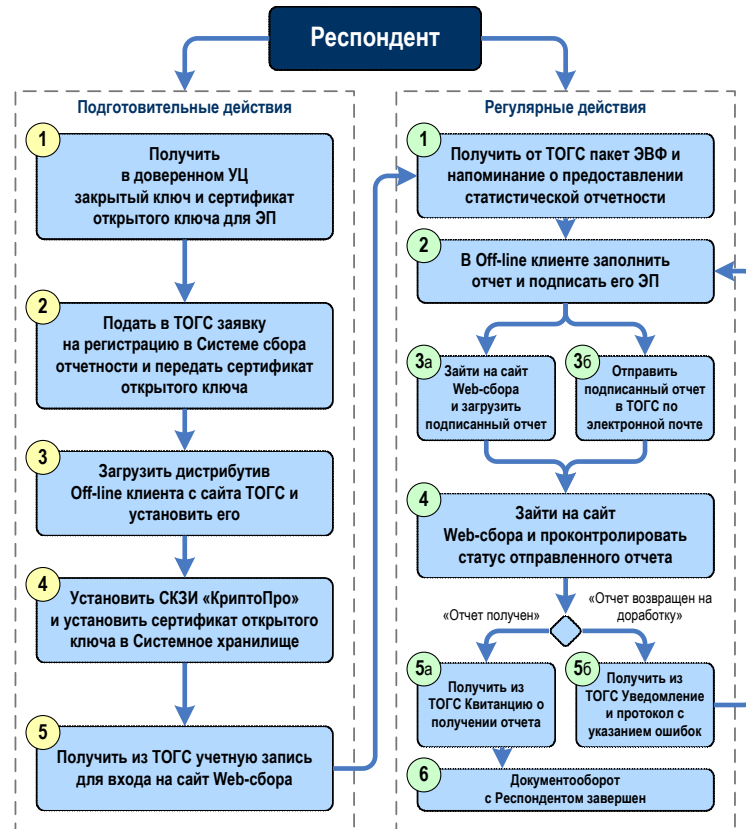 Респондент
Подготовительные действия
1
Получить
в доверенном УЦ
закрытый ключ и сертификат
открытого ключа для ЭП
2
Подать в ТОГС заявку
на регистрацию в Системе сбора
отчетности и передать сертификат
открытого ключа
3
Загрузить дистрибутив
Off-line клиента с сайта ТОГС и
установить его
4
Установить СКЗИ «КриптоПро»
и установить сертификат открытого
ключа в Системное хранилище
5
Получить из ТОГС учетную запись
для входа на сайт Web-сбора
Регулярные действия
1
Получить от ТОГС пакет ЭВФ и
напоминание о предоставлении
статистической отчетности
2
В Off-line клиенте заполнить
отчет и подписать его ЭП
3а
Зайти на сайт
Web-сбора
и загрузить
подписанный отчет
3б
Отправить
подписанный отчет
в ТОГС по
электронной почте
4
Зайти на сайт
Web-сбора и проконтролировать
статус отправленного отчета
«Отчет получен»
«Отчет возвращен на
доработку»
5а
Получить из
ТОГС Квитанцию о
получении отчета
5б
Получить из
ТОГС Уведомление
и протокол с
указанием ошибок
6
Документооборот
с Респондентом завершен